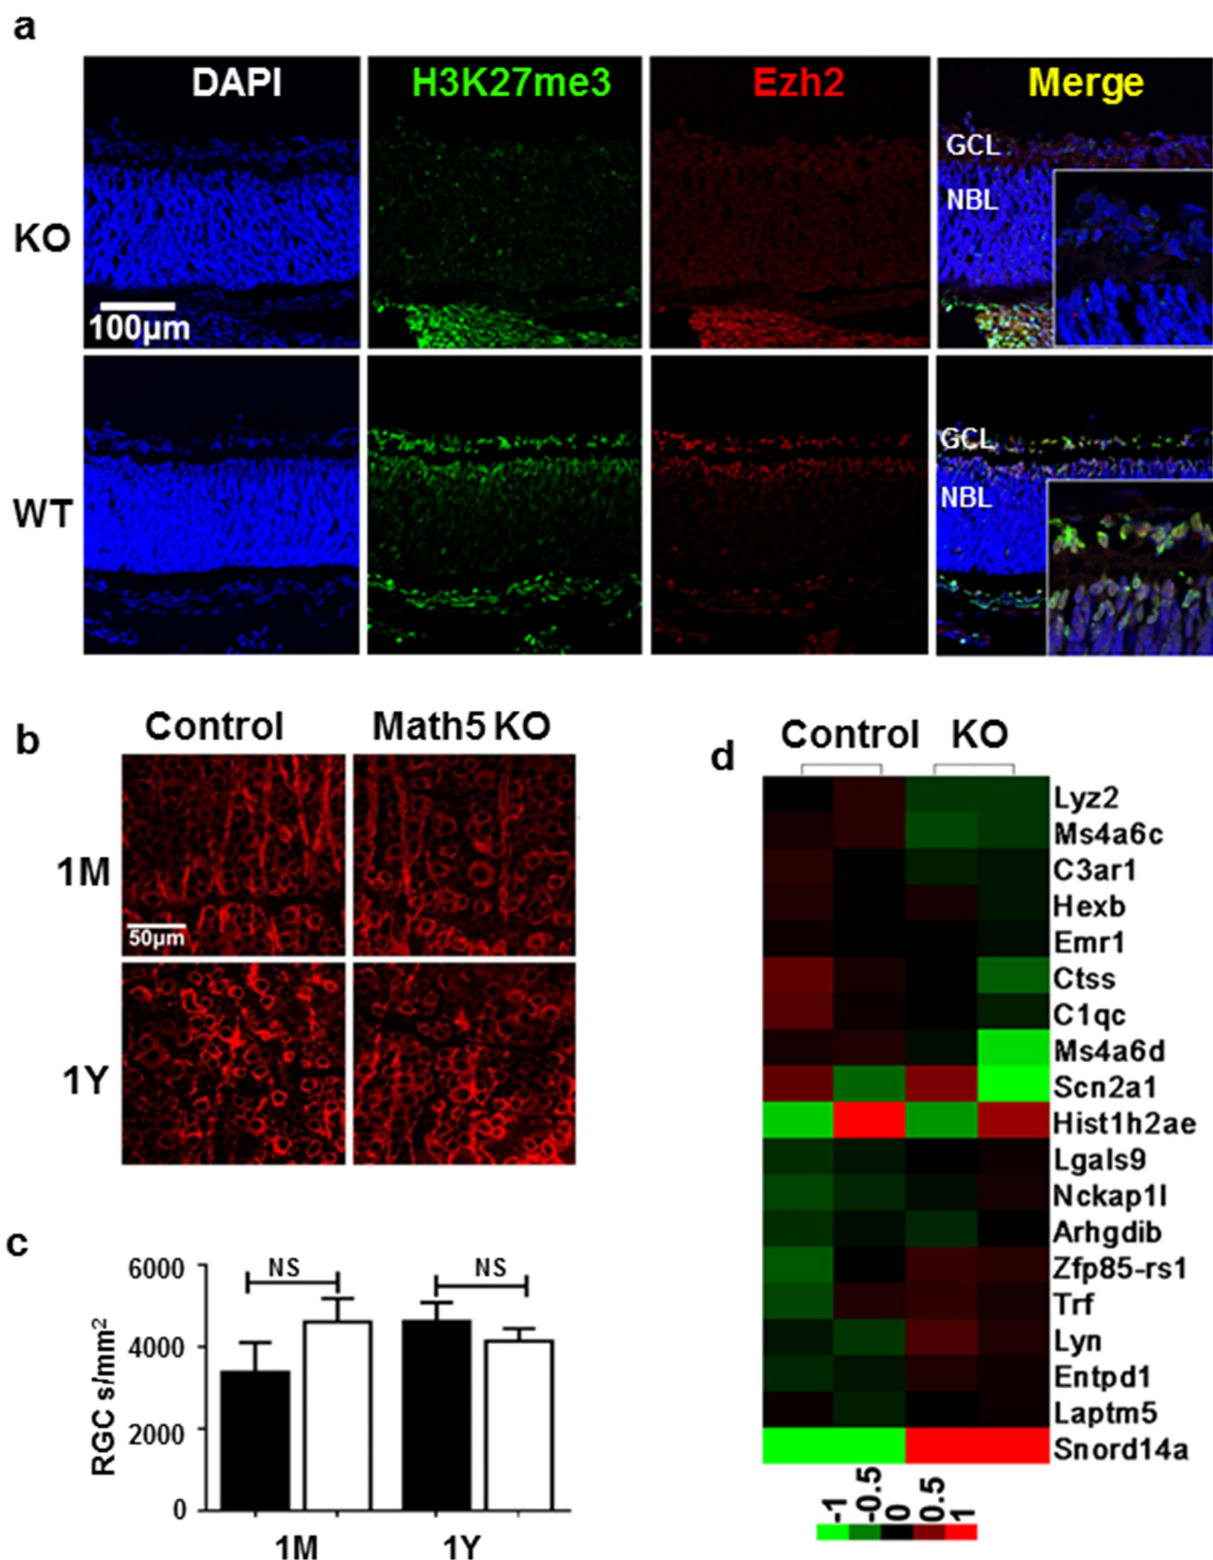 a
DAPI H3K27me3 Ezh2 Merge
KO
GCL
NBL
100μm
WT
GCL
NBL
b
Control Math5 KO
1M
50μm
1Y
c
6000
4000
2000
0
RGC s/mm²
NS NS
1M 1Y
d
Control KO
Lyz2
Ms4a6c
C3ar1
Hexb
Emr1
Ctss
C1qc
Ms4a6d
Scn2a1
Hist1h2ae
Lgals9
Nckap1l
Arhgdib
Zfp85-rs1
Trf
Lyn
Entpd1
Laptm5
Snord14a
-1 -0.5 0 0.5 1